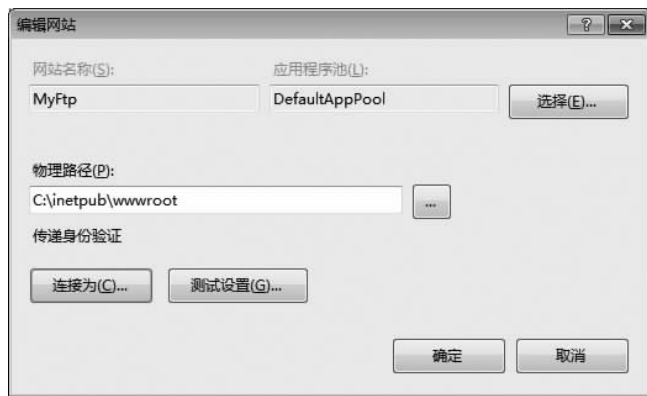 编辑网站
网站名称(S): 应用程序池(L):
MyFtp DefaultAppPool 选择(E)...
物理路径(P):
C:\inetpub\wwwroot ...
传递身份验证
连接为(C)... 测试设置(G)...
确定 取消